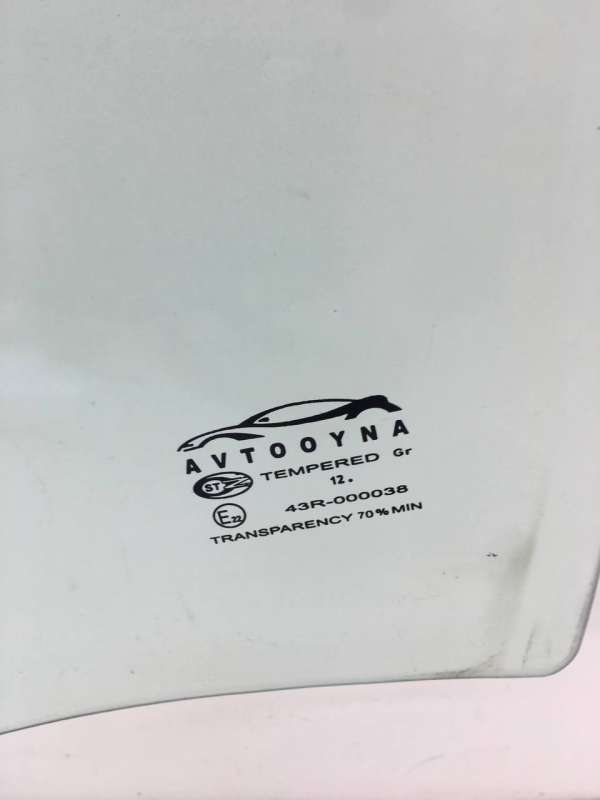 AVTOOYNA
ST TEMPERED Gr
12.
E22 43R-000038
TRANSPARENCY 70% MIN